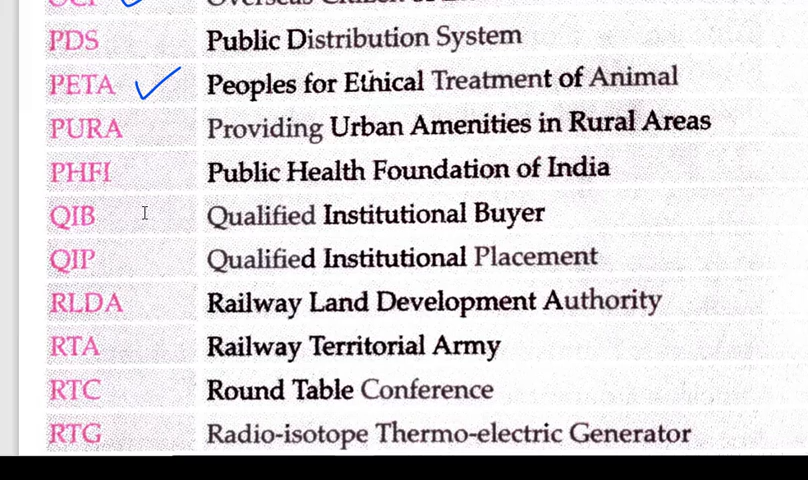 PDS Public Distribution System
PETA Peoples for Ethical Treatment of Animal
PURA Providing Urban Amenities in Rural Areas
PHFI Public Health Foundation of India
QIB Qualified Institutional Buyer
QIP Qualified Institutional Placement
RLDA Railway Land Development Authority
RTA Railway Territorial Army
RTC Round Table Conference
RTG Radio-isotope Thermo-electric Generator